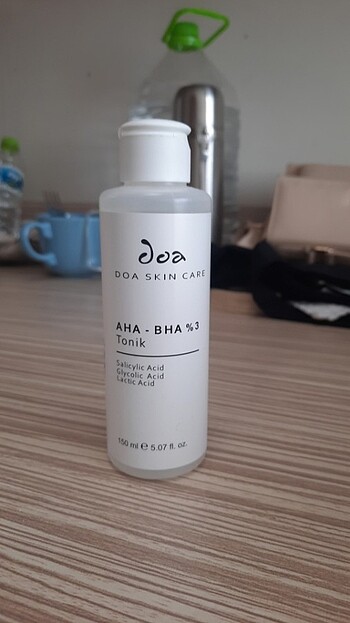 doa
DOA SKIN CARE
AHA - BHA %3
Tonik
Salicylic Acid
Glycolic Acid
Lactic Acid
150 ml ℮ 5.07 fl. oz.